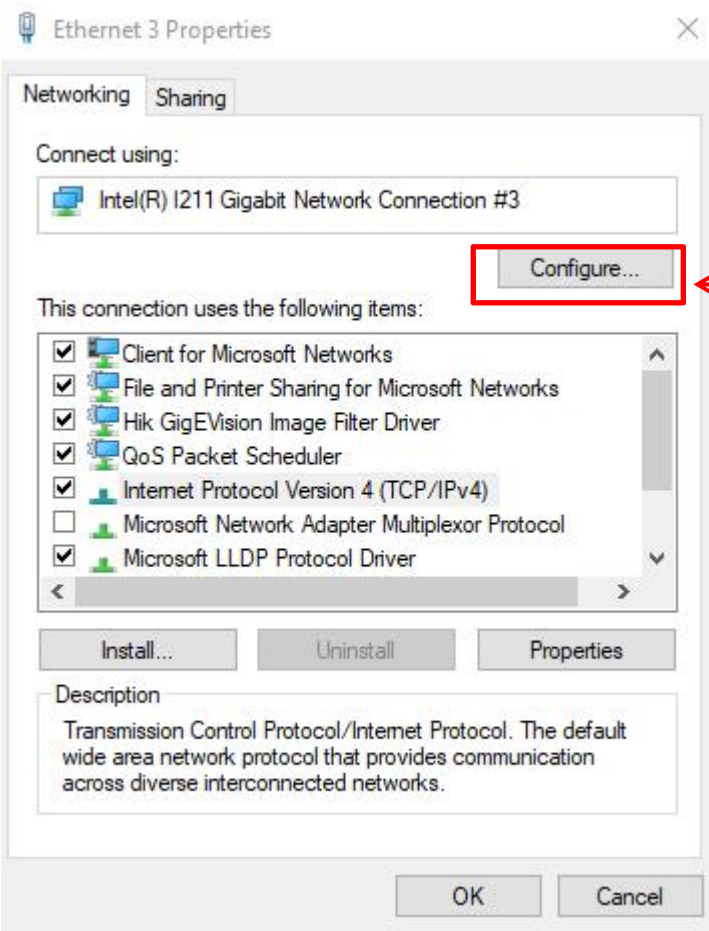 Ethernet 3 Properties
Networking
Sharing
Connect using:
Intel(R) I211 Gigabit Network Connection #3
Configure...
This connection uses the following items:
Client for Microsoft Networks
File and Printer Sharing for Microsoft Networks
Hik GigEVision Image Filter Driver
QoS Packet Scheduler
Internet Protocol Version 4 (TCP/IPv4)
Microsoft Network Adapter Multiplexor Protocol
Microsoft LLDP Protocol Driver
Install...
Uninstall
Properties
Description
Transmission Control Protocol/Internet Protocol. The default
wide area network protocol that provides communication
across diverse interconnected networks.
OK
Cancel